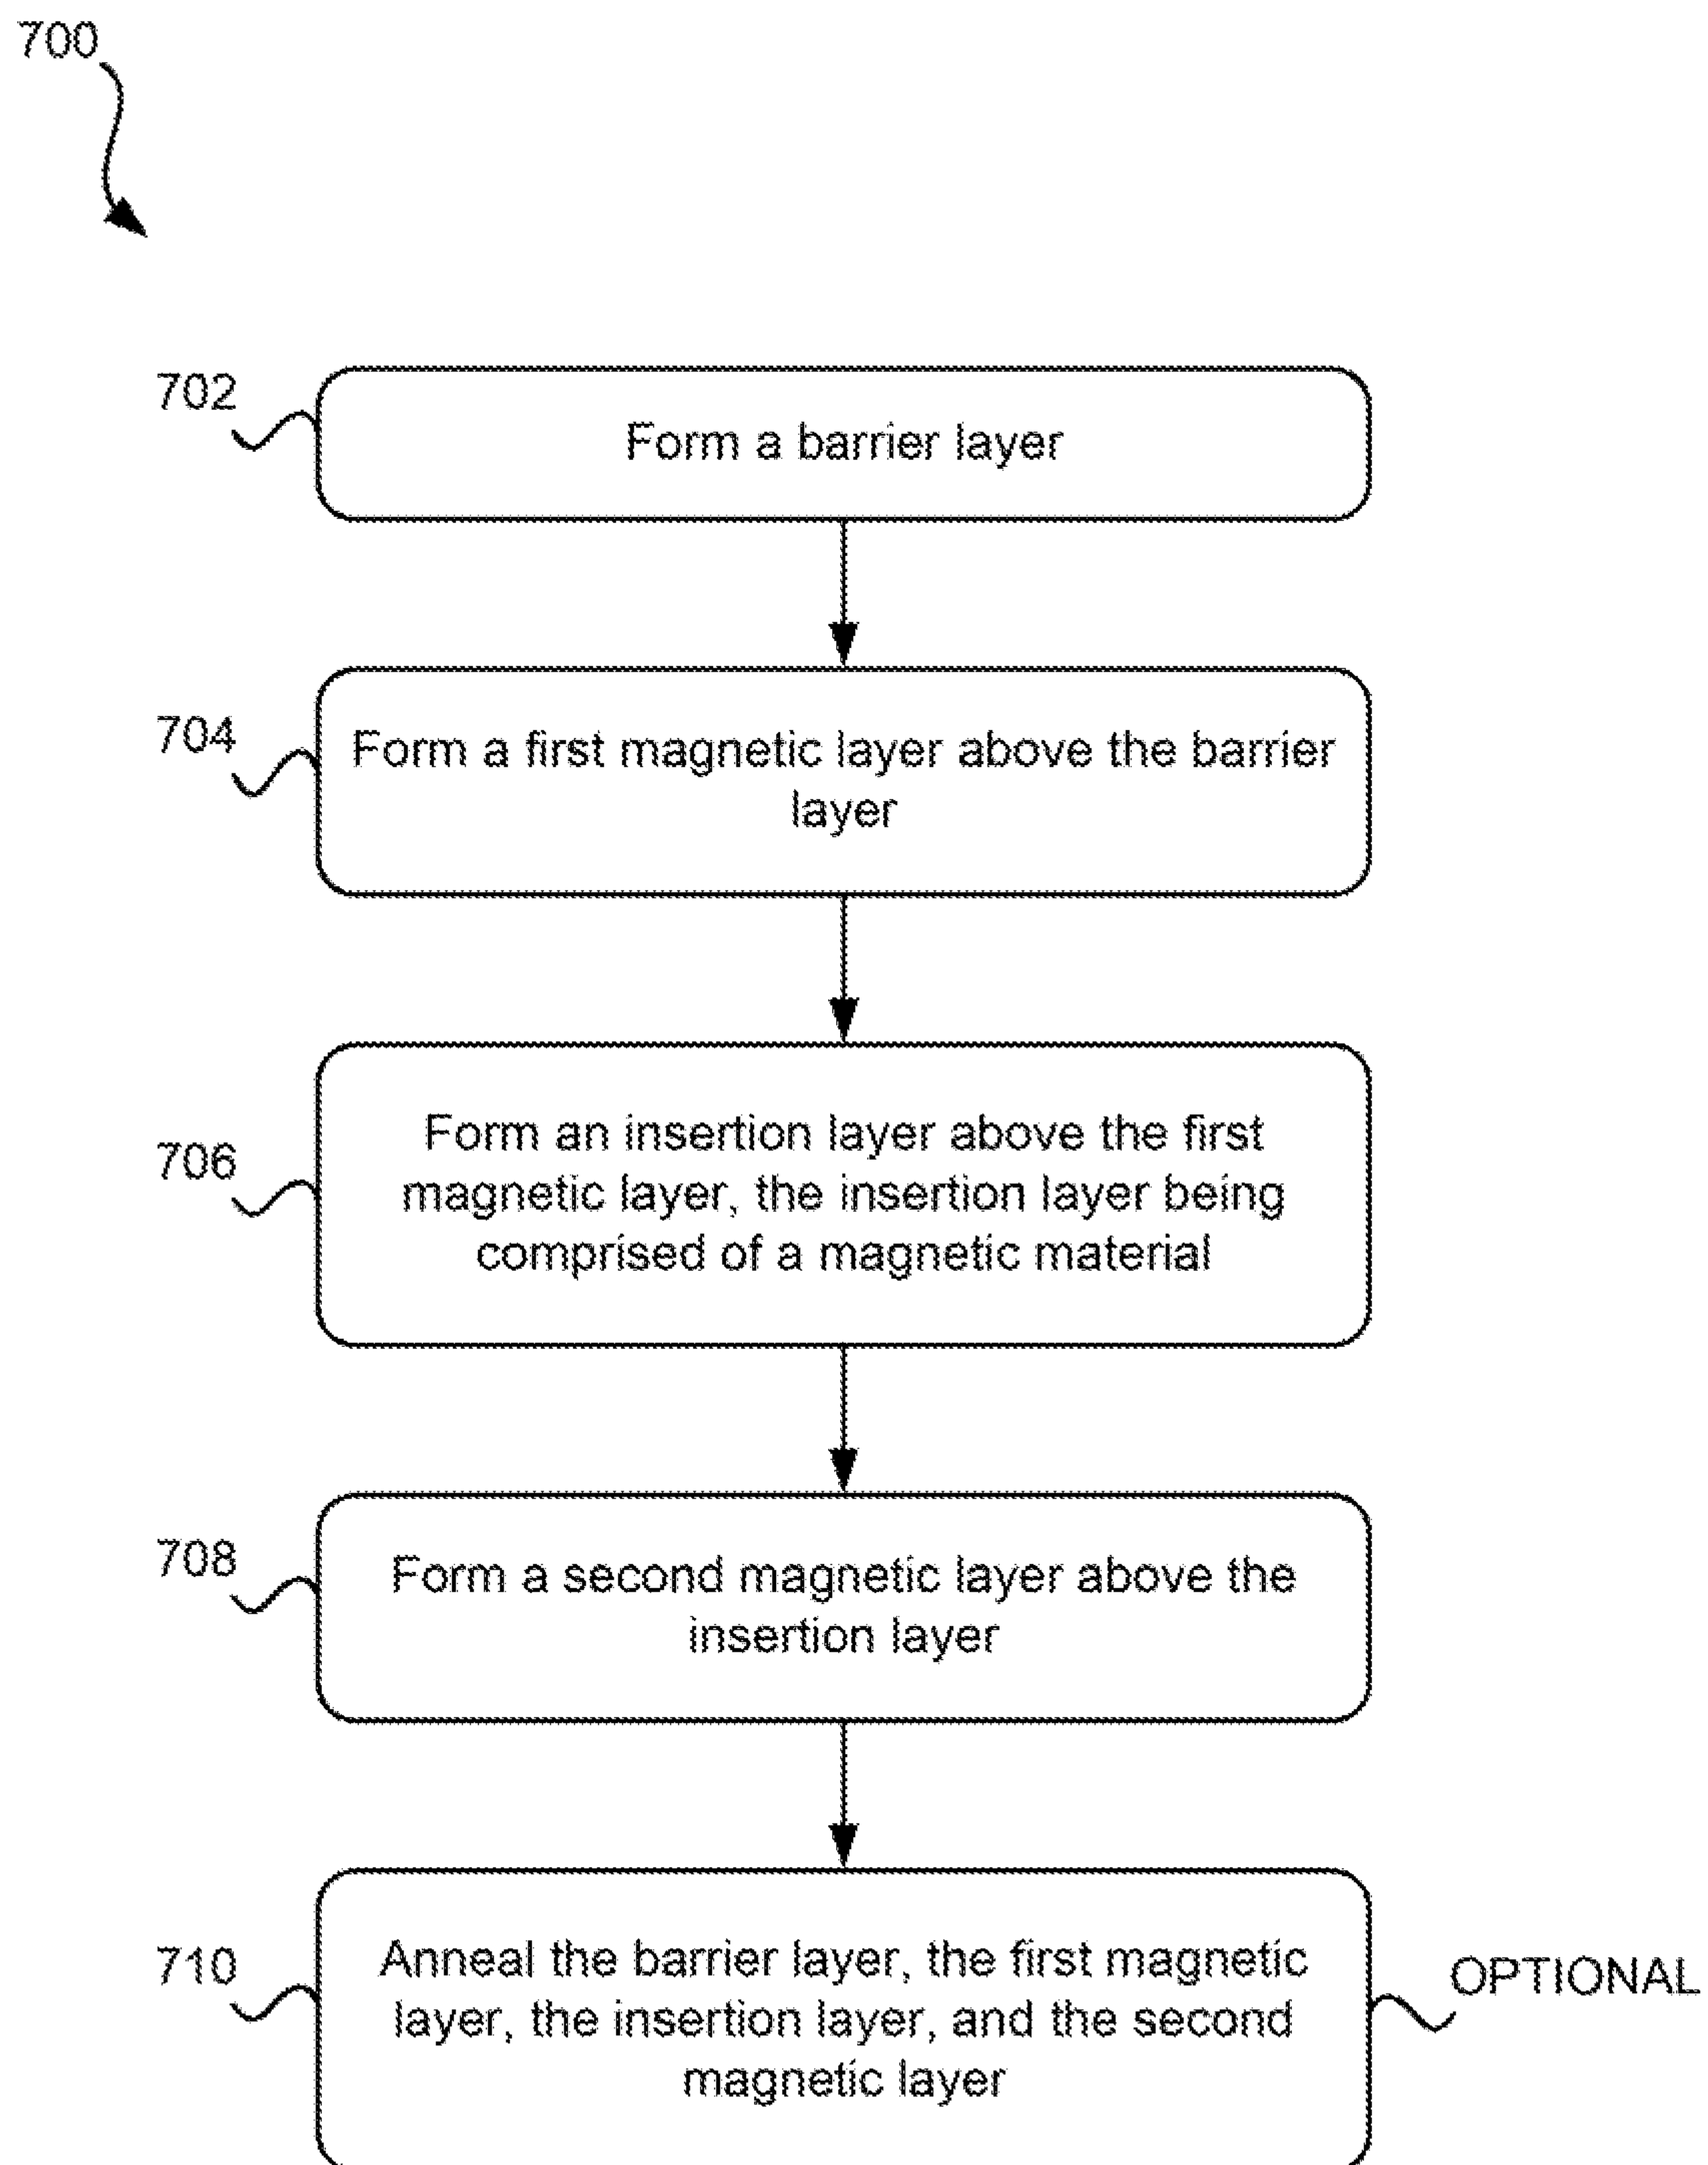 700
702
Form a barrier layer
704
Form a first magnetic layer above the barrier
layer
706
Form an insertion layer above the first
magnetic layer, the insertion layer being
comprised of a magnetic material
708
Form a second magnetic layer above the
insertion layer
710
Anneal the barrier layer, the first magnetic
layer, the insertion layer, and the second
magnetic layer
OPTIONAL